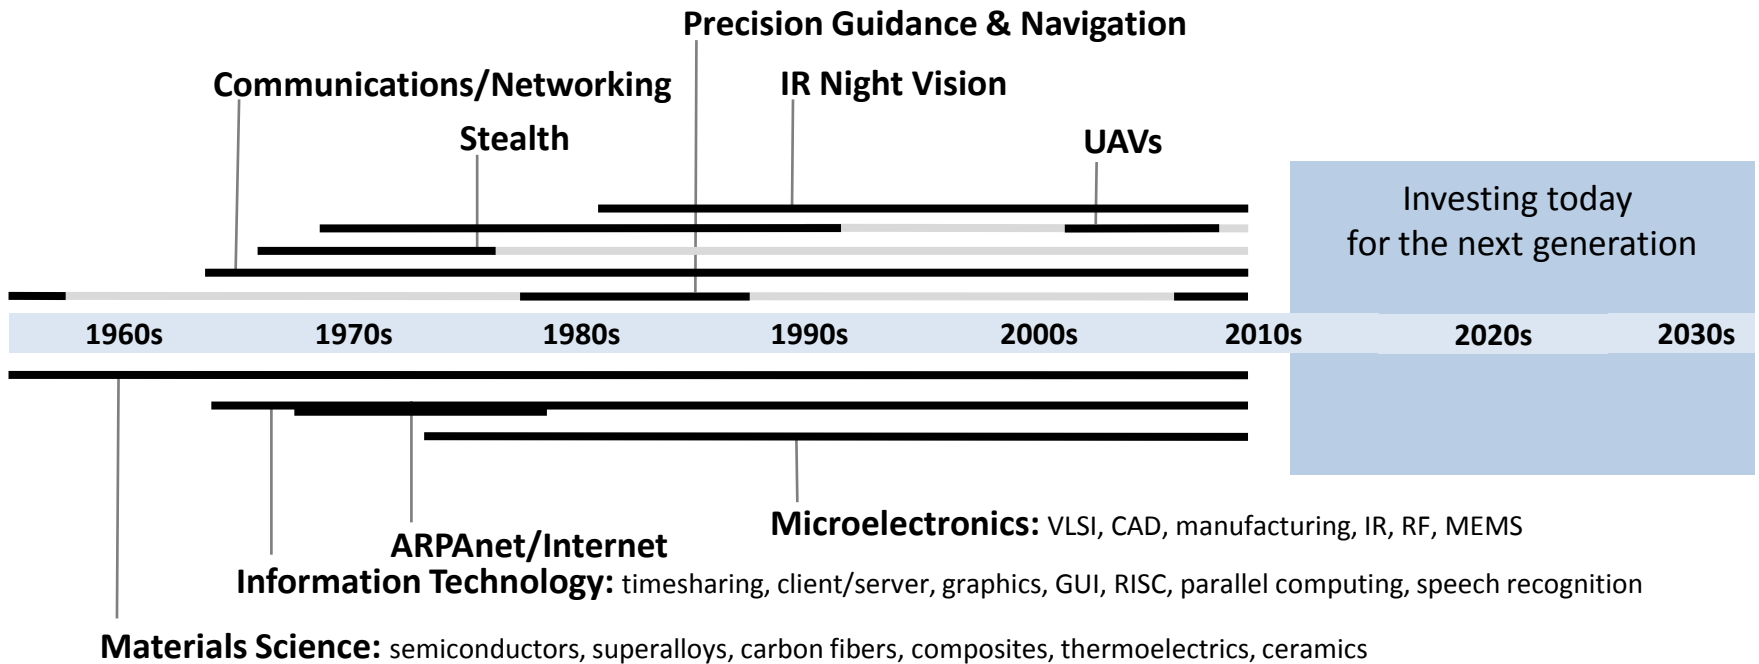 Precision Guidance & Navigation
Communications/Networking
IR Night Vision
Stealth
UAVs
Investing today
for the next generation
1960s
1970s
1980s
1990s
2000s
2010s
2020s
2030s
Microelectronics: VLSI, CAD, manufacturing, IR, RF, MEMS
ARPAnet/Internet
Information Technology: timesharing, client/server, graphics, GUI, RISC, parallel computing, speech recognition
Materials Science: semiconductors, superalloys, carbon fibers, composites, thermoelectrics, ceramics